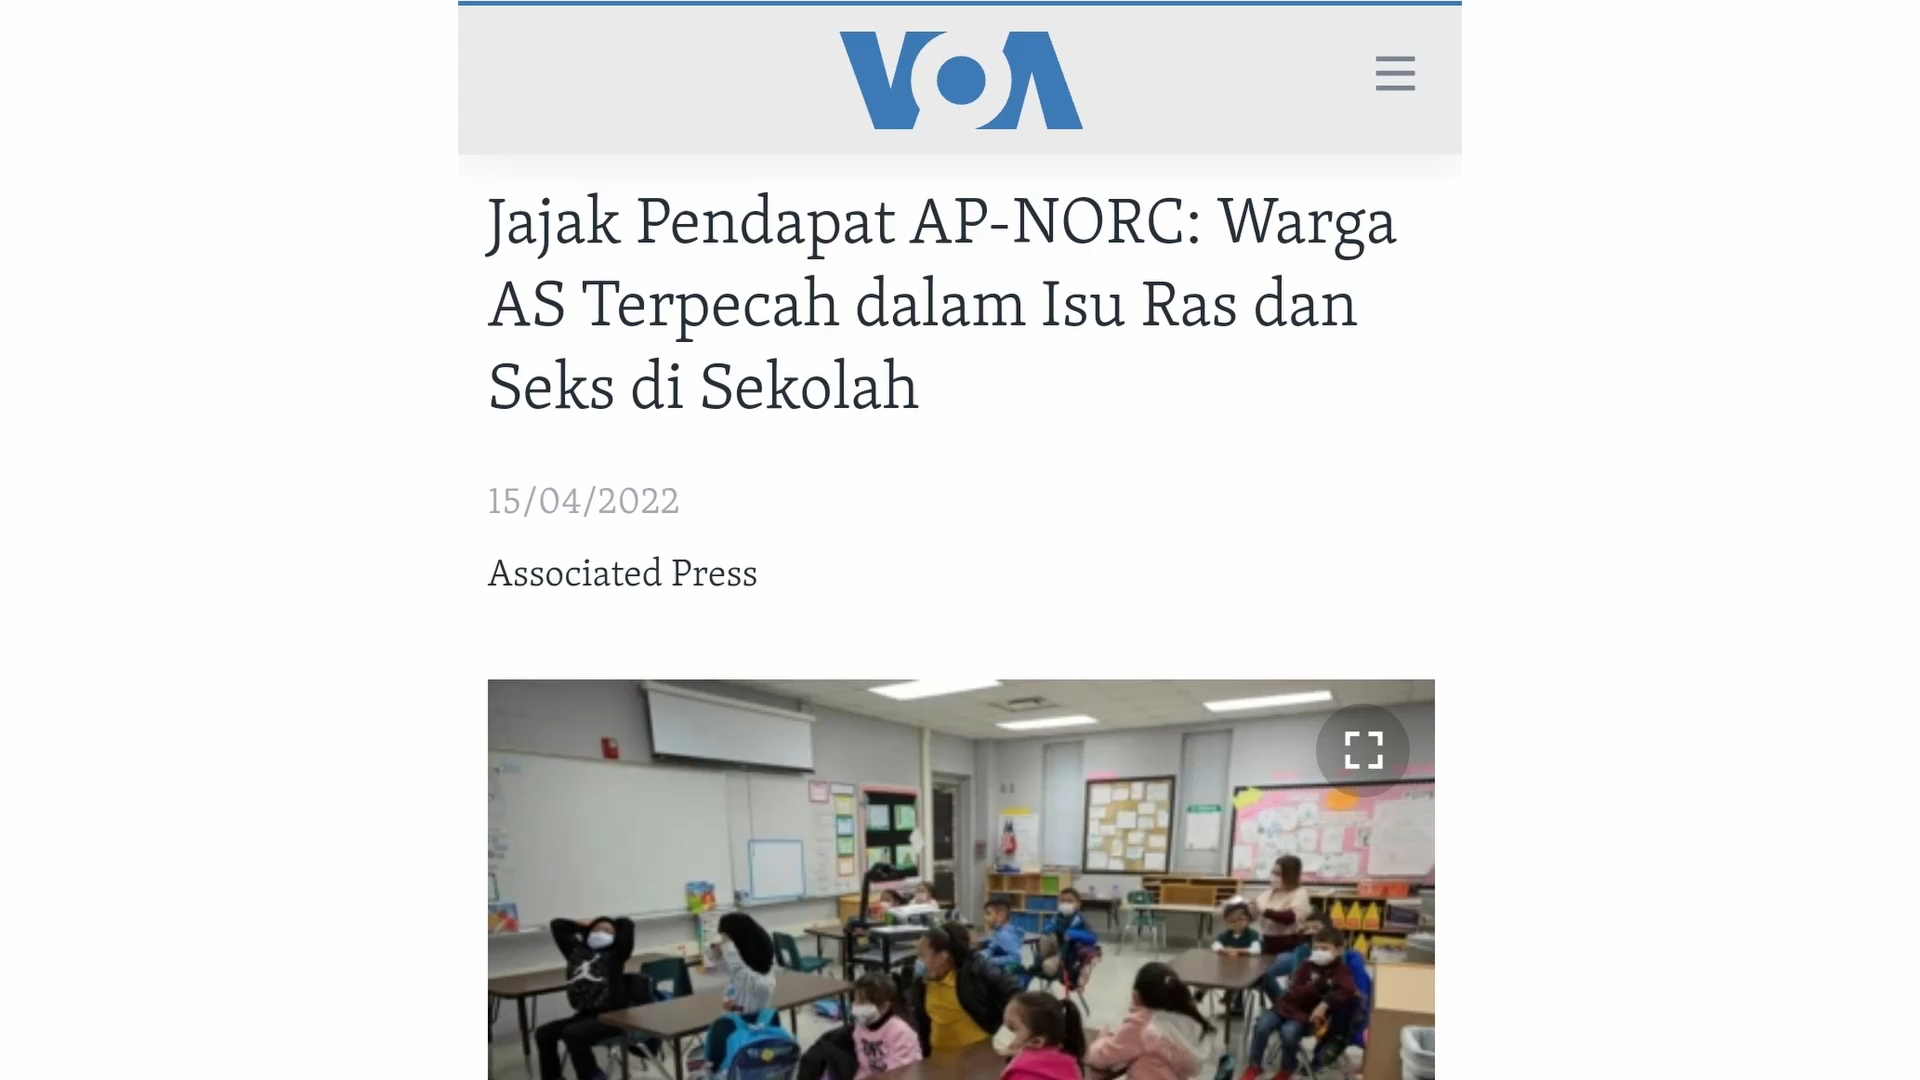 VOA
Jajak Pendapat AP-NORC: Warga
AS Terpecah dalam Isu Ras dan
Seks di Sekolah
15/04/2022
Associated Press